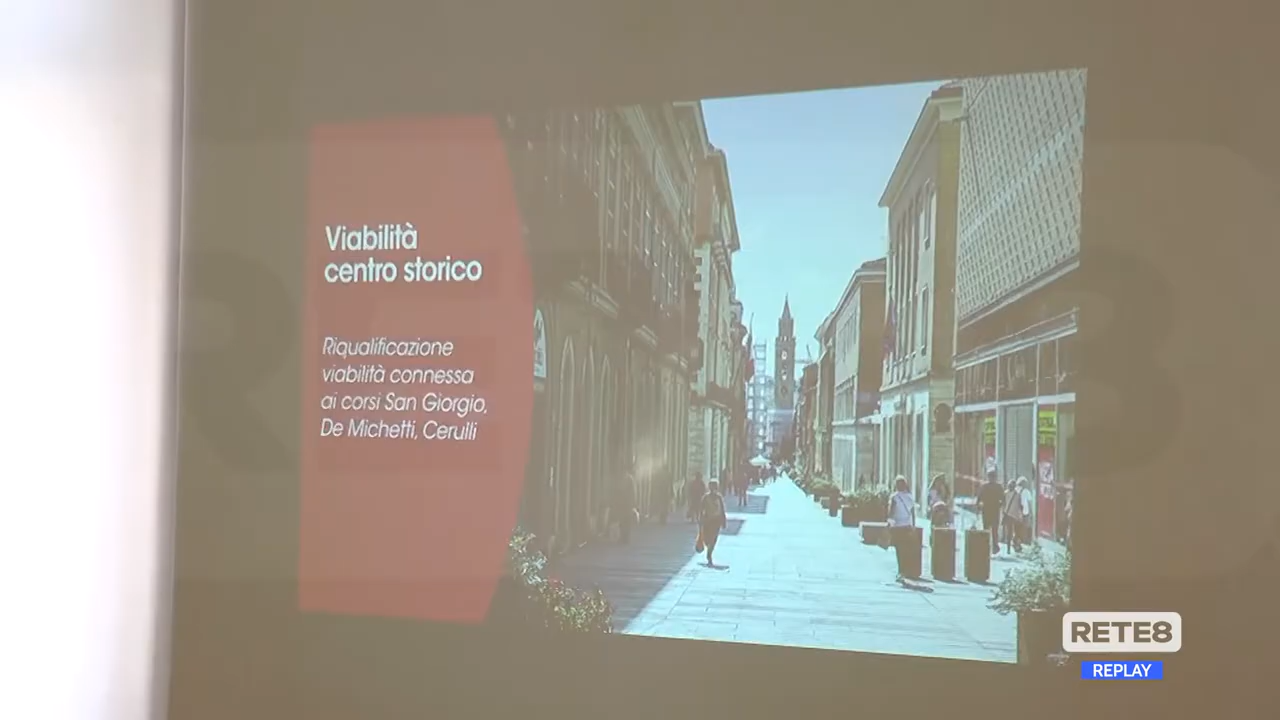 Viabilità
centro storico
Riqualificazione
viabilità connessa
ai corsi San Giorgio,
De Michetti, Cerulli
RETE8
REPLAY